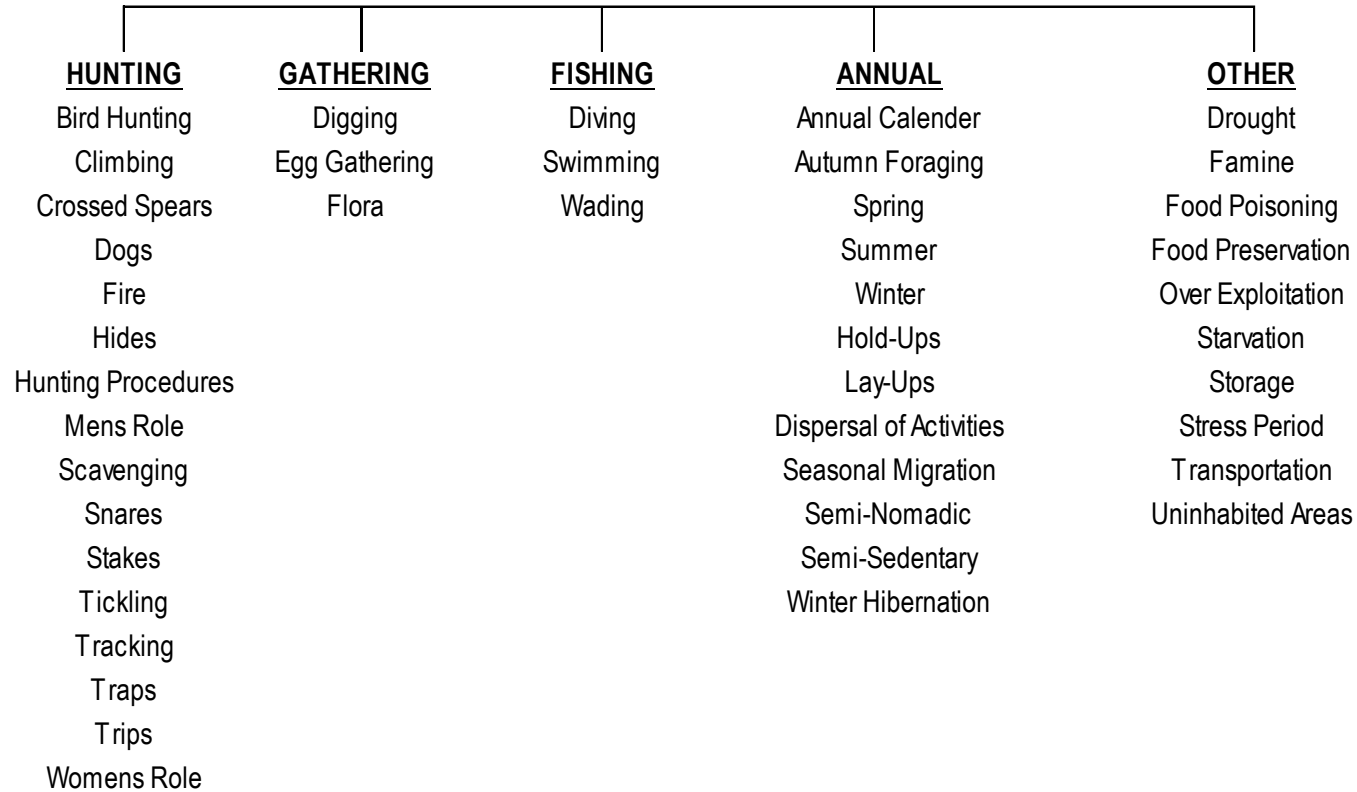 HUNTING
Bird Hunting
Climbing
Crossed Spears
Dogs
Fire
Hides
Hunting Procedures
Mens Role
Scavenging
Snares
Stakes
Tickling
Tracking
Traps
Trips
Womens Role
GATHERING
Digging
Egg Gathering
Flora
FISHING
Diving
Swimming
Wading
ANNUAL
Annual Calender
Autumn Foraging
Spring
Summer
Winter
Hold-Ups
Lay-Ups
Dispersal of Activities
Seasonal Migration
Semi-Nomadic
Semi-Sedentary
Winter Hibernation
OTHER
Drought
Famine
Food Poisoning
Food Preservation
Over Exploitation
Starvation
Storage
Stress Period
Transportation
Uninhabited Areas